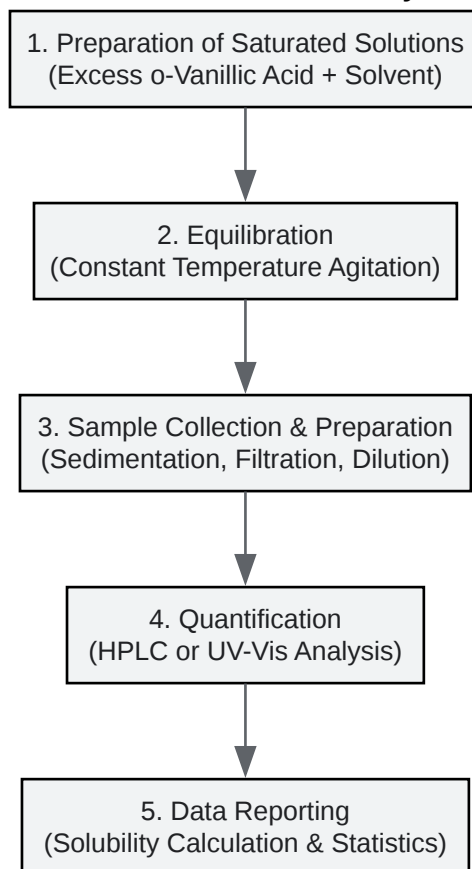 1. Preparation of Saturated Solutions
(Excess o-Vanillic Acid + Solvent)
2. Equilibration
(Constant Temperature Agitation)
3. Sample Collection & Preparation
(Sedimentation, Filtration, Dilution)
4. Quantification
(HPLC or UV-Vis Analysis)
5. Data Reporting
(Solubility Calculation & Statistics)